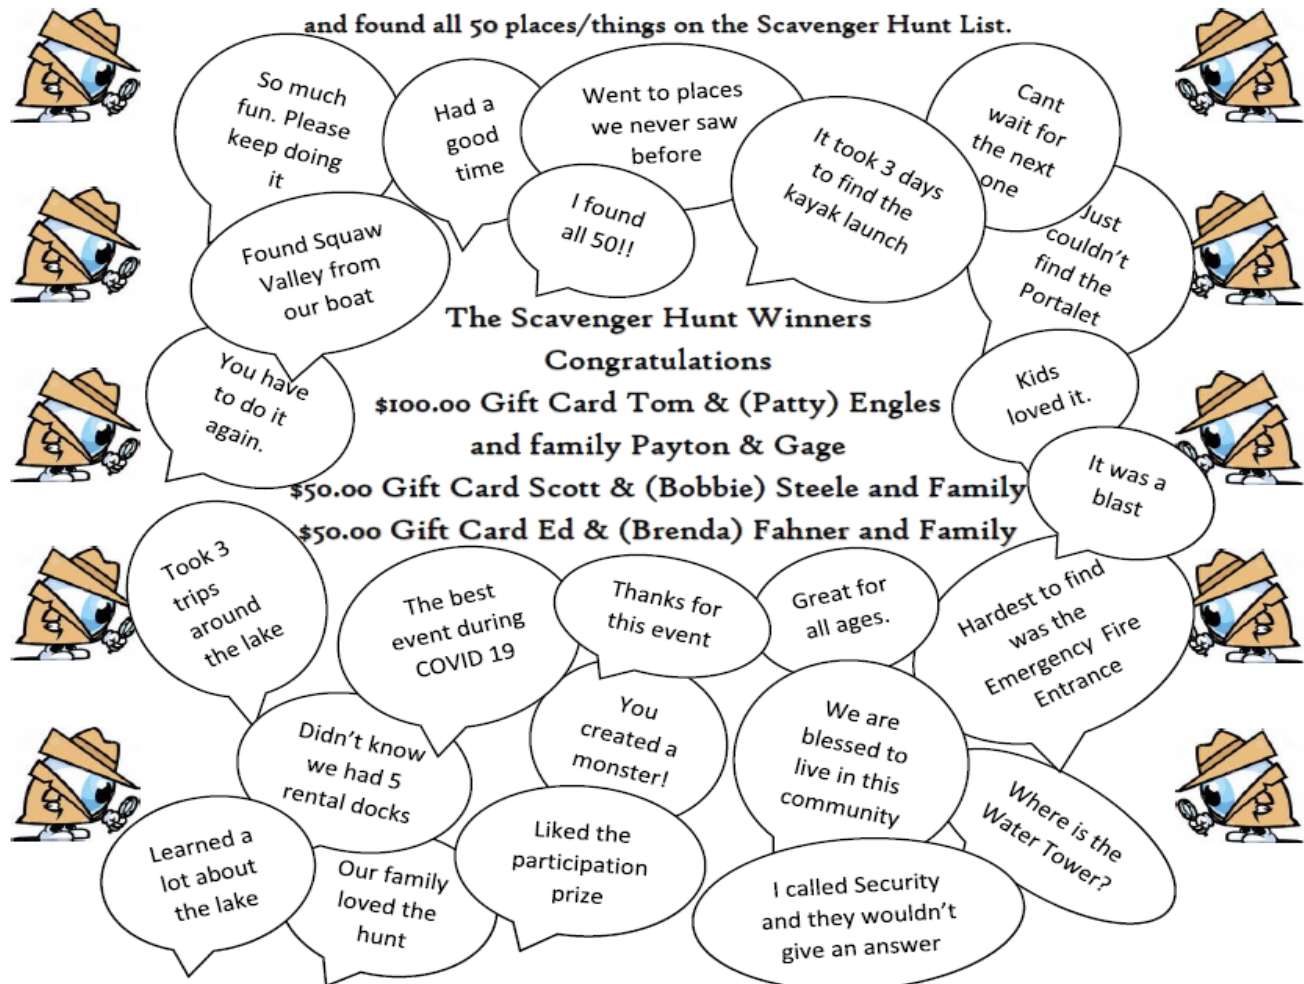 and found all 50 places/things on the Scavenger Hunt List.
So much
fun. Please
keep doing
it
Had a
good
time
Went to places
we never saw
before
It took 3 days
to find the
kayak launch
Cant
wait for
the next
one
Found Squaw
Valley from
our boat
I found
all 50!!
Just
couldn't
find the
Portalet
The Scavenger Hunt Winners
Congratulations
$100.00 Gift Card Tom & (Patty) Engles
and family Payton & Gage
$50.00 Gift Card Scott & (Bobbie) Steele and Family
$50.00 Gift Card Ed & (Brenda) Fahner and Family
You have
to do it
again.
Kids
loved it.
It was a
blast
Took 3
trips
around
the lake
The best
event during
COVID 19
Thanks for
this event
Great for
all ages.
Hardest to find
was the
Emergency Fire
Entrance
Didn't know
we had 5
rental docks
You
created a
monster!
We are
blessed to
live in this
community
Where is the
Water Tower?
Learned a
lot about
the lake
Our family
loved the
hunt
Liked the
participation
prize
I called Security
and they wouldn't
give an answer